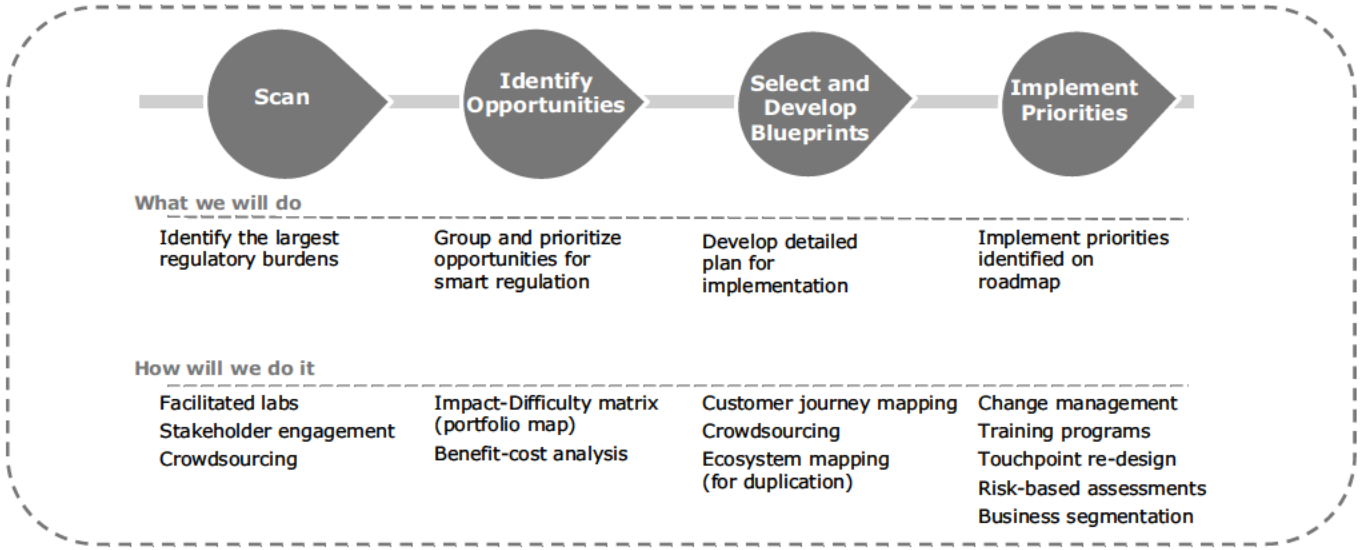 Scan
Identify
Opportunities
Select and
Develop
Blueprints
Implement
Priorities
What we will do
Identify the largest
regulatory burdens
Group and prioritize
opportunities for
smart regulation
Develop detailed
plan for
implementation
Implement priorities
identified on
roadmap
How will we do it
Facilitated labs
Stakeholder engagement
Crowdsourcing
Impact-Difficulty matrix
(portfolio map)
Benefit-cost analysis
Customer journey mapping
Crowdsourcing
Ecosystem mapping
(for duplication)
Change management
Training programs
Touchpoint re-design
Risk-based assessments
Business segmentation